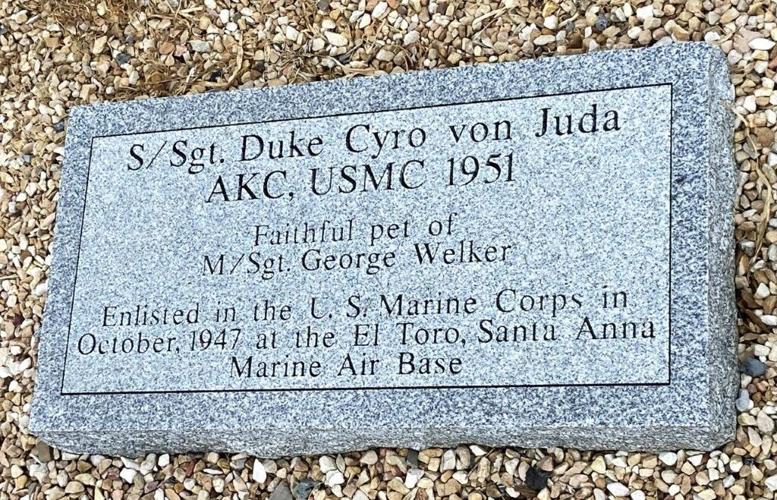 S/Sgt. Duke Cyro von Juda
AKC, USMC 1951
Faithful pet of
M/Sgt. George Welker
Enlisted in the U. S. Marine Corps in
October, 1947 at the El Toro, Santa Anna
Marine Air Base